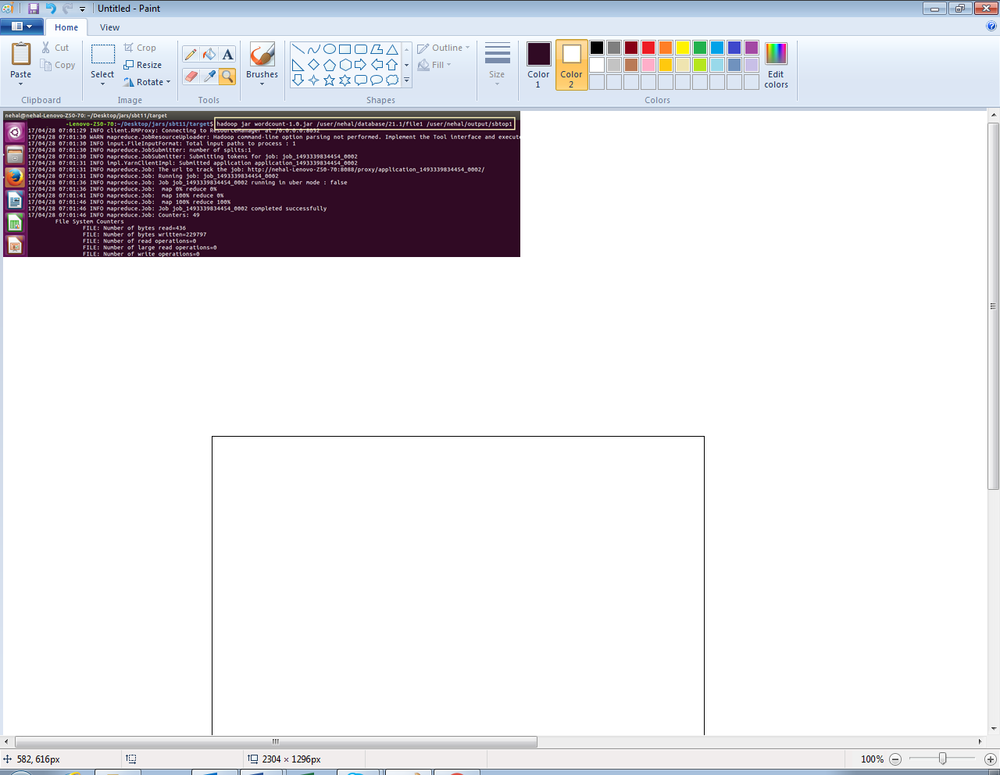 Untitled - Paint
Home
View
Paste
Cut
Copy
Clipboard
Select
Crop
Resize
Rotate
Image
A
Tools
Brushes
Outline
Fill
Shapes
Size
Color 1
Color 2
Edit colors
Colors
nehal@nehal-Lenovo-Z50-70: ~/Desktop/jars/sbt11/target
-Lenovo-Z50-70:~/Desktop/jars/sbt11/target$ hadoop jar wordcount-1.0.jar /user/nehal/database/21.1/file1 /user/nehal/output/sbtop1
17/04/28 07:01:29 INFO client.RMProxy: Connecting to ResourceManager at /0.0.0.0:8032
17/04/28 07:01:30 WARN mapreduce.JobResourceUploader: Hadoop command-line option parsing not performed. Implement the Tool interface and execute
17/04/28 07:01:30 INFO input.FileInputFormat: Total input paths to process : 1
17/04/28 07:01:30 INFO mapreduce.JobSubmitter: number of splits:1
17/04/28 07:01:30 INFO mapreduce.JobSubmitter: Submitting tokens for job: job_1493339834454_0002
17/04/28 07:01:31 INFO impl.YarnClientImpl: Submitted application application_1493339834454_0002
17/04/28 07:01:31 INFO mapreduce.Job: The url to track the job: http://nehal-Lenovo-Z50-70:8088/proxy/application_1493339834454_0002/
17/04/28 07:01:31 INFO mapreduce.Job: Running job: job_1493339834454_0002
17/04/28 07:01:36 INFO mapreduce.Job: Job job_1493339834454_0002 running in uber mode : false
17/04/28 07:01:36 INFO mapreduce.Job:  map 0% reduce 0%
17/04/28 07:01:41 INFO mapreduce.Job:  map 100% reduce 0%
17/04/28 07:01:46 INFO mapreduce.Job:  map 100% reduce 100%
17/04/28 07:01:46 INFO mapreduce.Job: Job job_1493339834454_0002 completed successfully
17/04/28 07:01:46 INFO mapreduce.Job: Counters: 49
File System Counters
FILE: Number of bytes read=436
FILE: Number of bytes written=229797
FILE: Number of read operations=0
FILE: Number of large read operations=0
FILE: Number of write operations=0
582, 616px
2304 × 1296px
100%